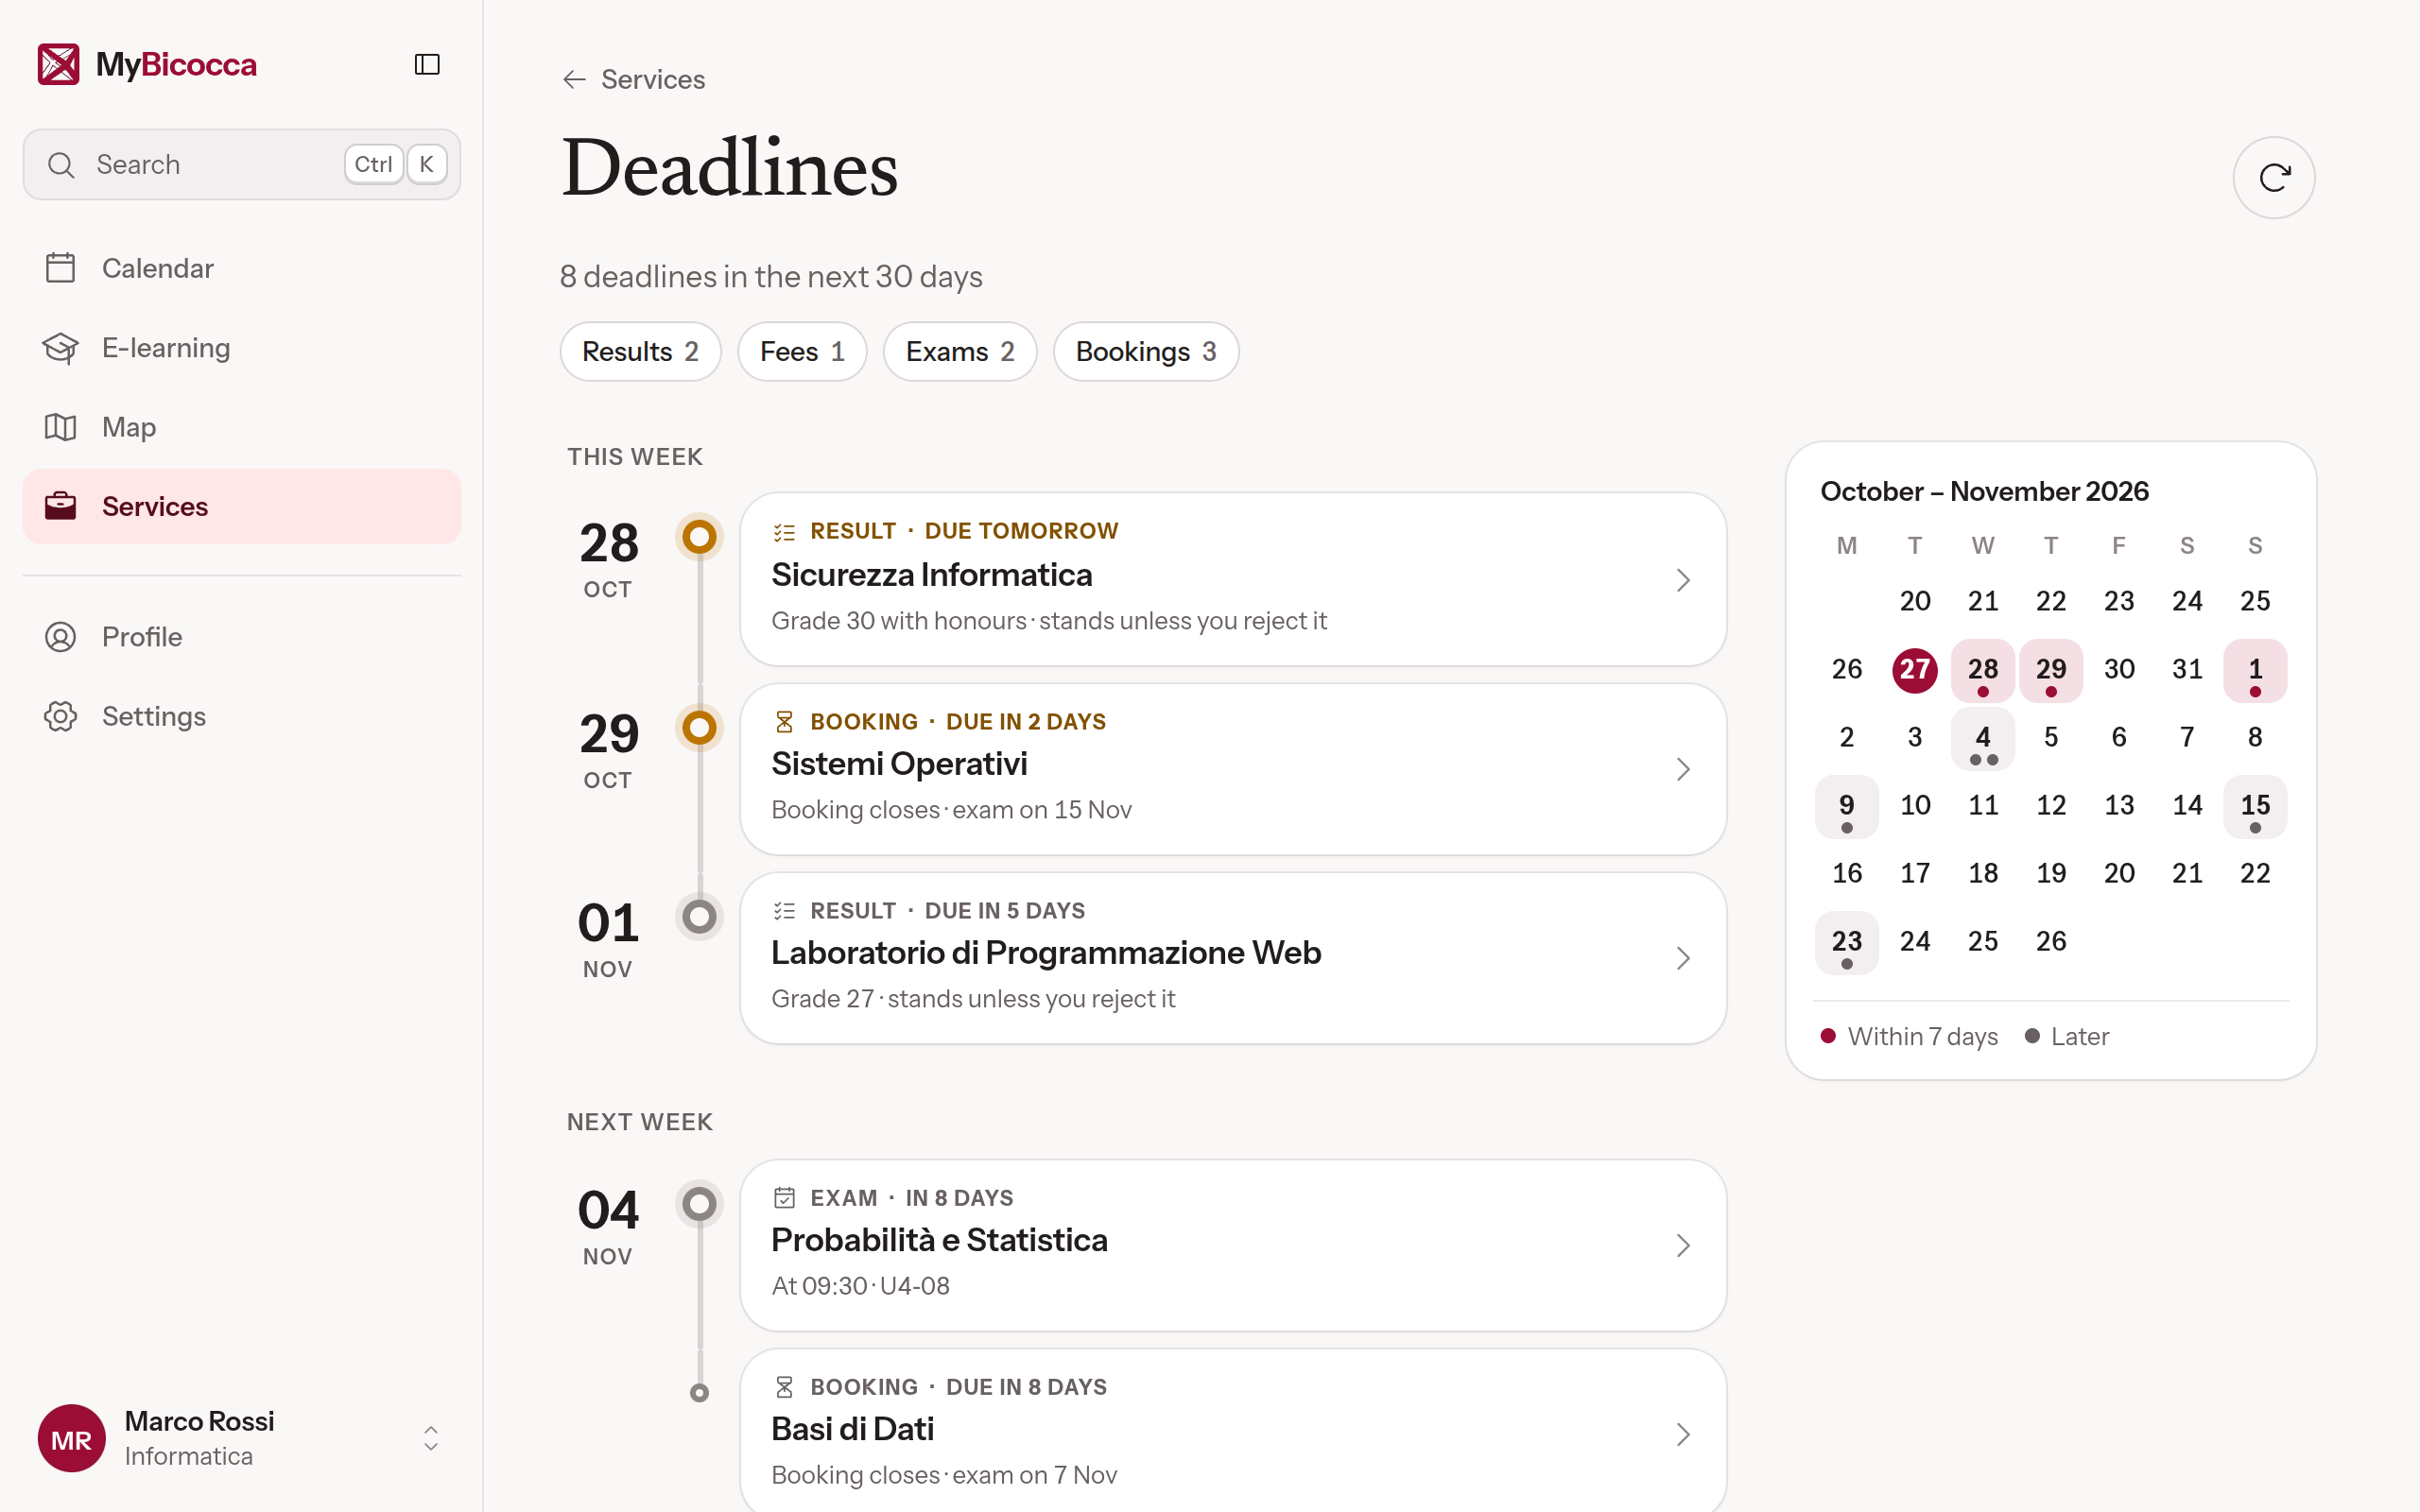 MyBicocca
Search Ctrl K
Calendar
E-learning
Map
Services
Profile
Settings
MR
Marco Rossi
Informatica
Services
Deadlines
8 deadlines in the next 30 days
Results 2
Fees 1
Exams 2
Bookings 3
THIS WEEK
28
OCT
RESULT · DUE TOMORROW
Sicurezza Informatica
Grade 30 with honours · stands unless you reject it
29
OCT
BOOKING · DUE IN 2 DAYS
Sistemi Operativi
Booking closes · exam on 15 Nov
01
NOV
RESULT · DUE IN 5 DAYS
Laboratorio di Programmazione Web
Grade 27 · stands unless you reject it
NEXT WEEK
04
NOV
EXAM · IN 8 DAYS
Probabilità e Statistica
At 09:30 · U4-08
BOOKING · DUE IN 8 DAYS
Basi di Dati
Booking closes · exam on 7 Nov
October – November 2026
M T W T F S S
20 21 22 23 24 25
26 27 28 29 30 31 1
2 3 4 5 6 7 8
9 10 11 12 13 14 15
16 17 18 19 20 21 22
23 24 25 26
Within 7 days
Later